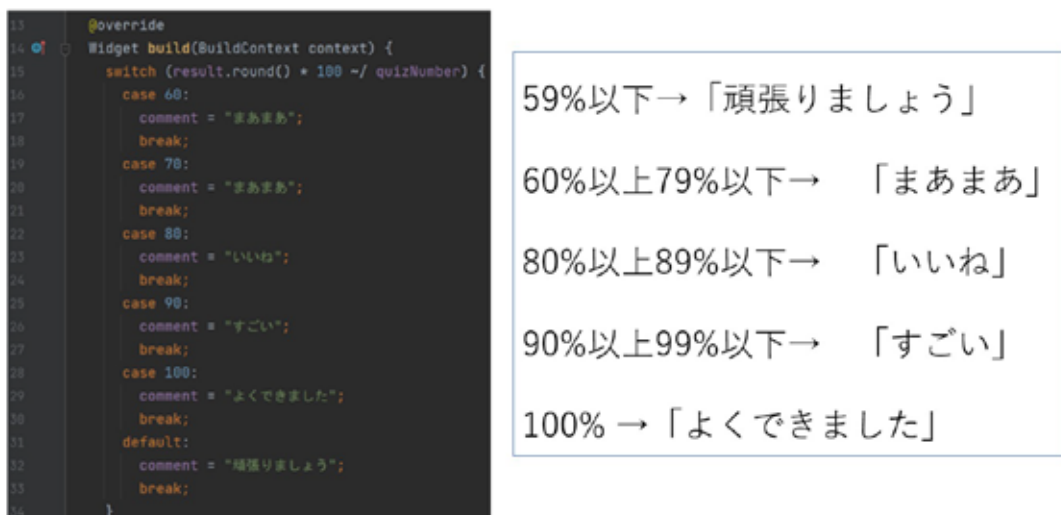 13
@override
14 Widget build(BuildContext context) {
15 switch (result.round() * 100 ~/ quizNumber) {
16 case 60:
17 comment = "まあまあ";
18 break;
19 case 70:
20 comment = "まあまあ";
21 break;
22 case 80:
23 comment = "いいね";
24 break;
25 case 90:
26 comment = "すごい";
27 break;
28 case 100:
29 comment = "よくできました";
30 break;
31 default:
32 comment = "頑張りましょう";
33 break;
34 }
59%以下→「頑張りましょう」
60%以上79%以下→ 「まあまあ」
80%以上89%以下→ 「いいね」
90%以上99%以下→ 「すごい」
100% →「よくできました」